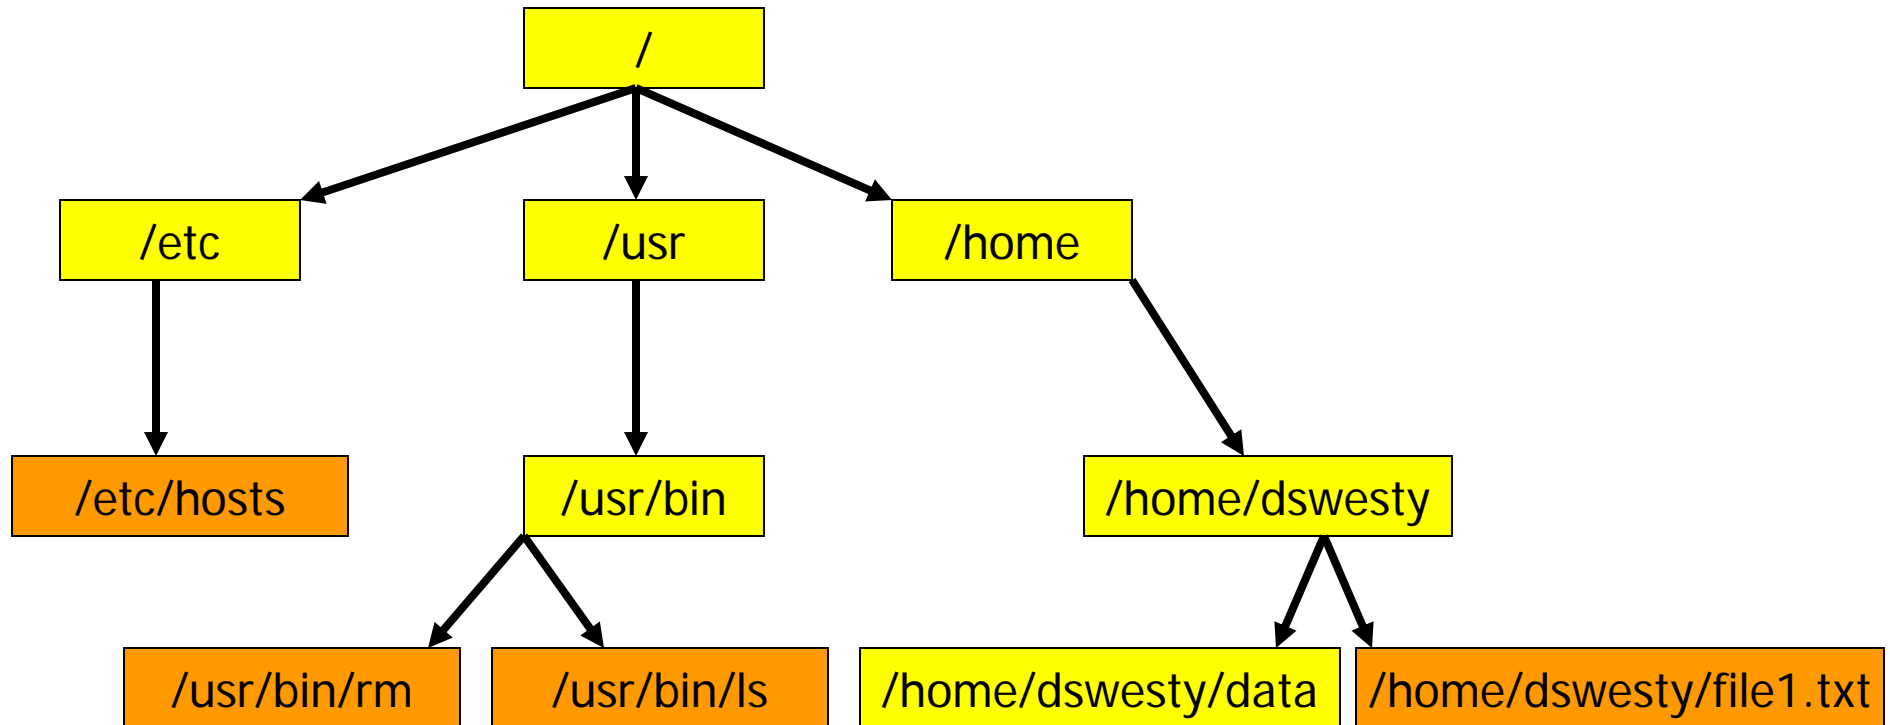 /
/etc
/usr
/home
/etc/hosts
/usr/bin
/home/dswesty
/usr/bin/rm
/usr/bin/ls
/home/dswesty/data
/home/dswesty/file1.txt